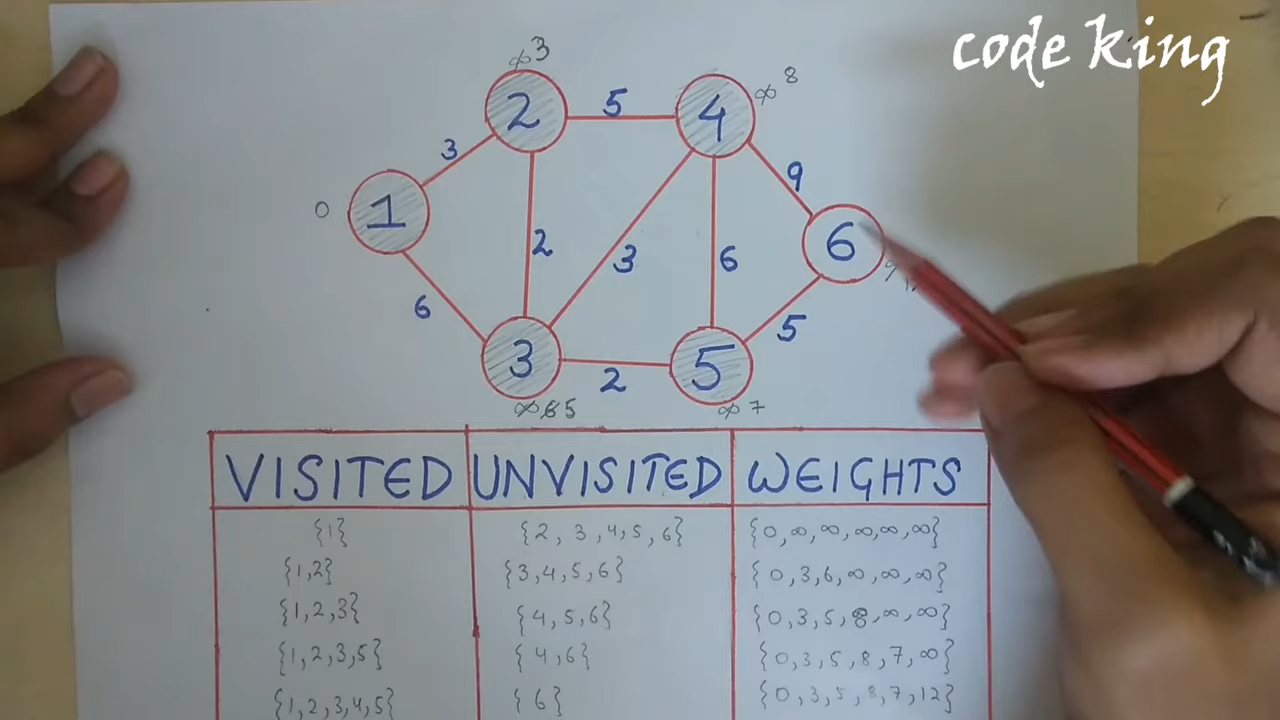 code king
∞ 3
∞ 8
2
5
4
3
9
0
1
2
3
6
6
6
5
3
2
5
∞ 6 5
∞ 7
VISITED UNVISITED WEIGHTS
{1} {2, 3, 4, 5, 6} {0, ∞, ∞, ∞, ∞, ∞}
{1,2} {3,4,5,6} {0, 3, 6, ∞, ∞, ∞}
{1,2,3} {4,5,6} {0, 3, 5, 8, ∞, ∞}
{1,2,3,5} {4,6} {0, 3, 5, 8, 7, ∞}
{1,2,3,4,5} {6} {0, 3, 5, 8, 7, 12}